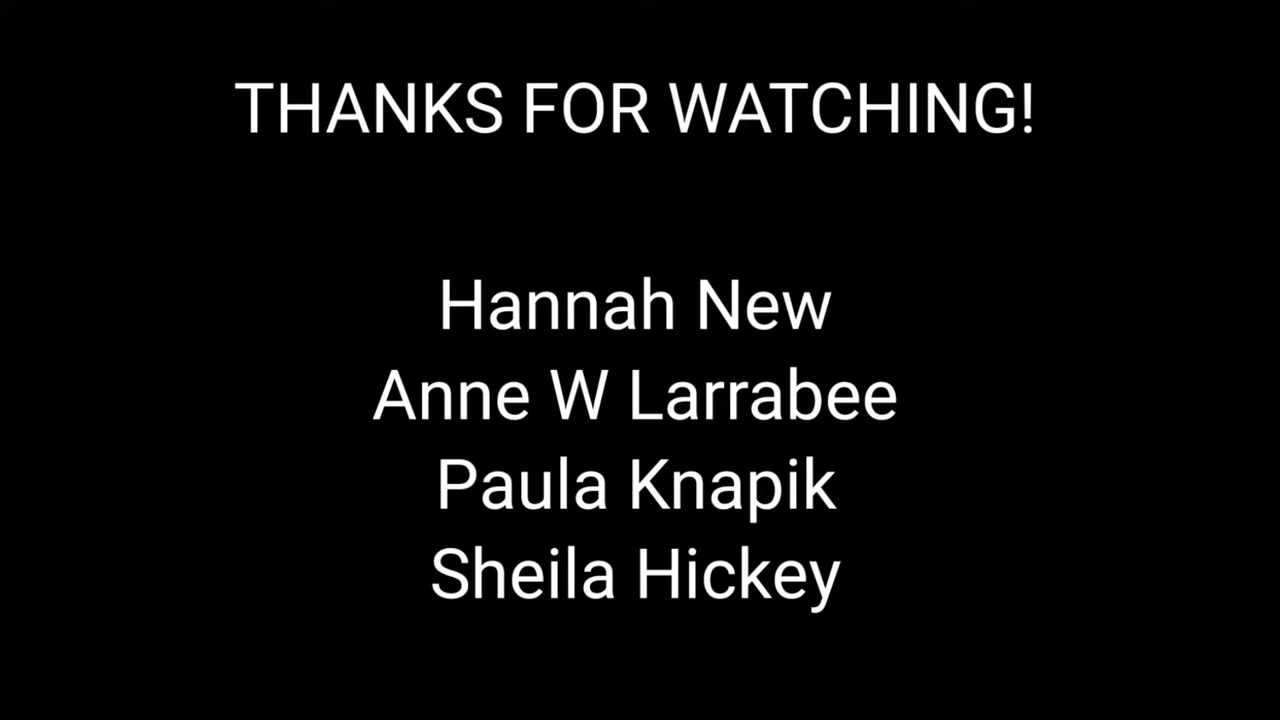 THANKS FOR WATCHING!
Hannah New
Anne W Larrabee
Paula Knapik
Sheila Hickey